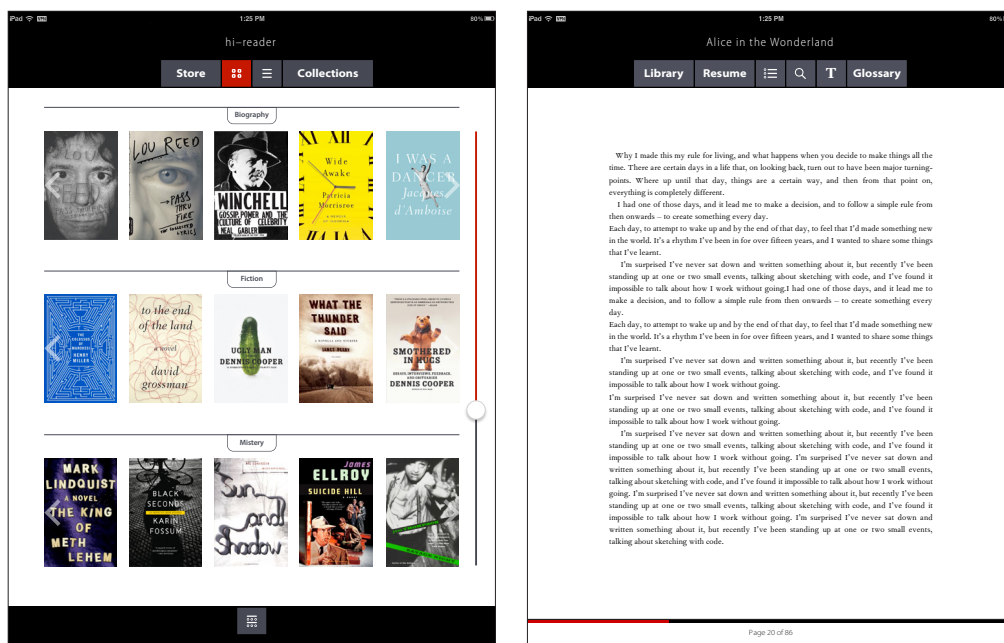 iPad
1:25 PM
80%
hi-reader
Store
Collections
Biography
LOU REED
PASS
THRU
FIRE
WINCHELL
GOSSIP, POWER AND THE
CULTURE OF CELEBRITY
NEAL GABLER
Wide
Awake
Patricia
Morrisroe
I WAS A
DANCER
Jacques
d'Amboise
Fiction
THE
COLOSSUS
OF
MAROUSSI
HENRY
MILLER
to the end
of the land
a novel
david
grossman
UGLY MAN
DENNIS COOPER
WHAT THE
THUNDER
SAID
SMOTHERED
IN HUGS
ESSAYS, INTERVIEWS, FEEDBACK,
AND OBITUARIES
DENNIS COOPER
Mistery
MARK
LINDQUIST
A NOVEL
THE KING
OF
METH
LEHEM
BLACK
SECONDS
KARIN
FOSSUM
Sun
and
Shadow
James
ELLROY
SUICIDE HILL
iPad
1:25 PM
80%
Alice in the Wonderland
Library
Resume
T
Glossary
Why I made this my rule for living, and what happens when you decide to make things all the
time. There are certain days in a life that, on looking back, turn out to have been major turning-
points. Where up until that day, things are a certain way, and then from that point on,
everything is completely different.
I had one of those days, and it lead me to make a decision, and to follow a simple rule from
then onwards – to create something every day.
Each day, to attempt to wake up and by the end of that day, to feel that I'd made something new
in the world. It's a rhythm I've been in for over fifteen years, and I wanted to share some things
that I've learnt.
I'm surprised I've never sat down and written something about it, but recently I've been
standing up at one or two small events, talking about sketching with code, and I've found it
impossible to talk about how I work without going.I had one of those days, and it lead me to
make a decision, and to follow a simple rule from then onwards – to create something every
day.
Each day, to attempt to wake up and by the end of that day, to feel that I'd made something new
in the world. It's a rhythm I've been in for over fifteen years, and I wanted to share some things
that I've learnt.
I'm surprised I've never sat down and written something about it, but recently I've been
standing up at one or two small events, talking about sketching with code, and I've found it
impossible to talk about how I work without going.
I'm surprised I've never sat down and written something about it, but recently I've been
standing up at one or two small events, talking about sketching with code, and I've found it
impossible to talk about how I work without going.
I'm surprised I've never sat down and written something about it, but recently I've been
standing up at one or two small events, talking about sketching with code, and I've found it
impossible to talk about how I work without going. I'm surprised I've never sat down and
written something about it, but recently I've been standing up at one or two small events,
talking about sketching with code, and I've found it impossible to talk about how I work without
going. I'm surprised I've never sat down and written something about it, but recently I've been
standing up at one or two small events, talking about sketching with code, and I've found it
impossible to talk about how I work without going. I'm surprised I've never sat down and
written something about it, but recently I've been standing up at one or two small events,
talking about sketching with code.
Page 20 of 86